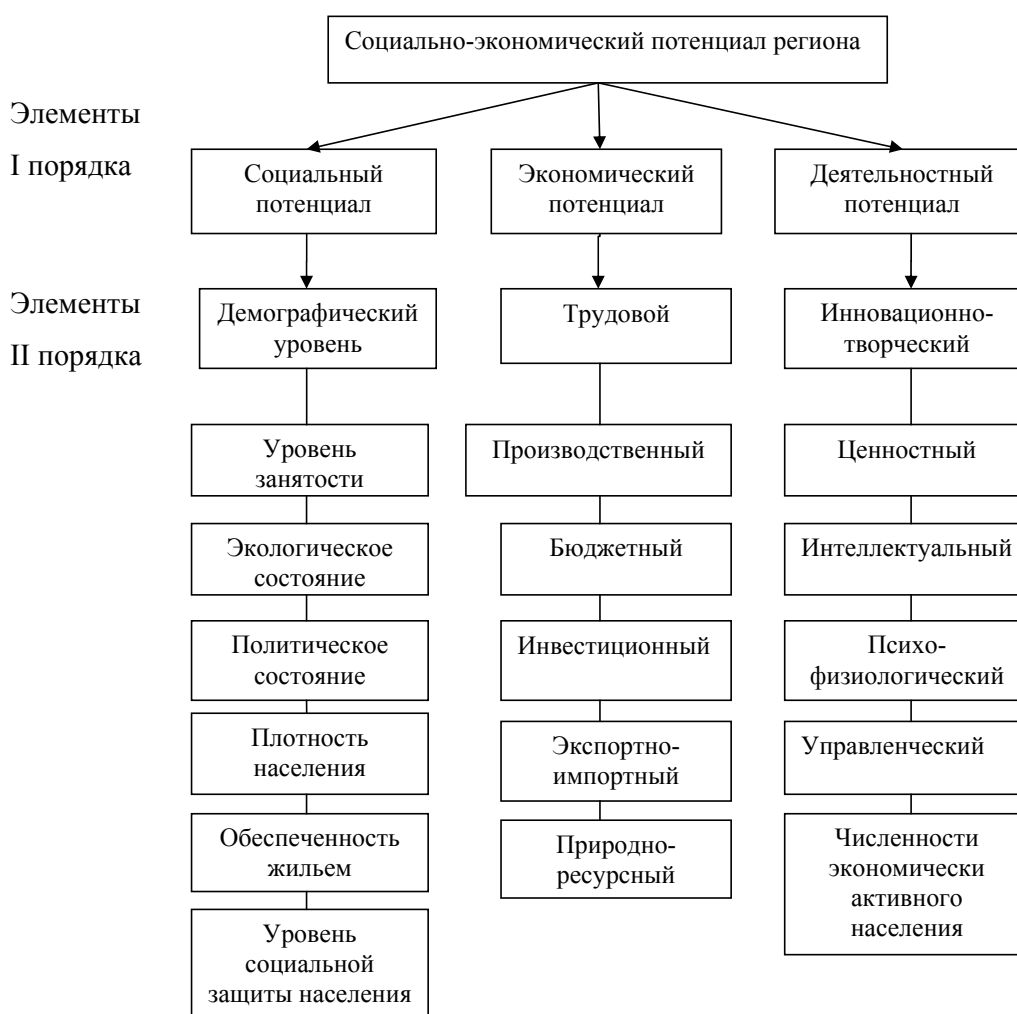 Социально-экономический потенциал региона
Элементы
I порядка
Социальный
потенциал
Экономический
потенциал
Деятельностный
потенциал
Элементы
II порядка
Демографический
уровень
Трудовой
Инновационно-
творческий
Уровень
занятости
Производственный
Ценностный
Экологическое
состояние
Бюджетный
Интеллектуальный
Политическое
состояние
Инвестиционный
Психо-
физиологический
Плотность
населения
Экспортно-
импортный
Управленческий
Обеспеченность
жильем
Природно-
ресурсный
Численности
экономически
активного
населения
Уровень
социальной
защиты населения